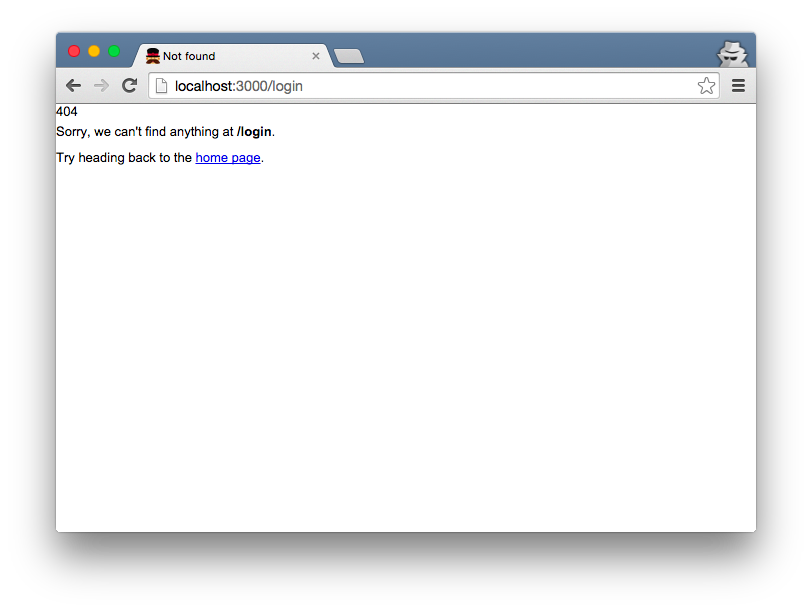 Not found
localhost:3000/login
404
Sorry, we can't find anything at /login.
Try heading back to the home page.